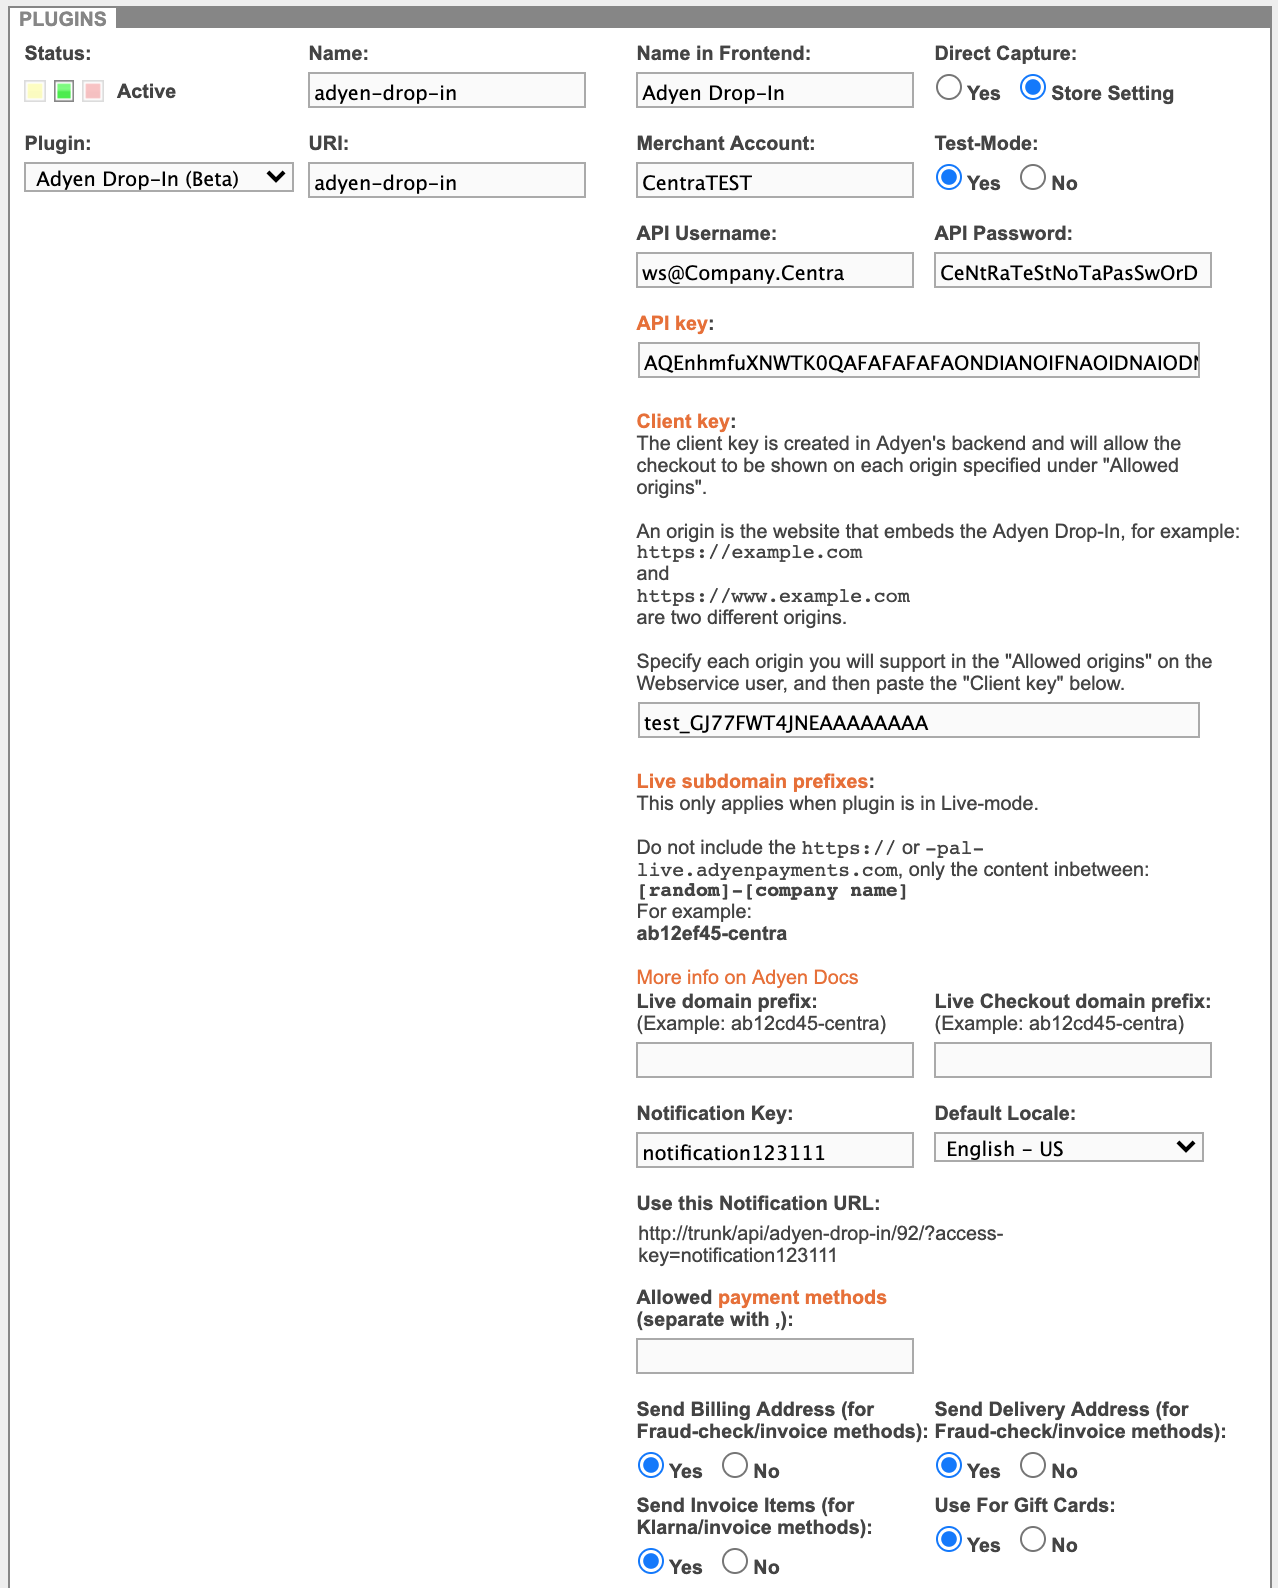 PLUGINS
Status:
Active
Name:
adyen-drop-in
Name in Frontend:
Adyen Drop-In
Direct Capture:
Yes Store Setting
Plugin:
Adyen Drop-In (Beta)
URI:
adyen-drop-in
Merchant Account:
CentraTEST
Test-Mode:
Yes No
API Username:
ws@Company.Centra
API Password:
CeNtRaTeStNoTaPasSwOrD
API key:
AQEnhmfuXNWTK0QAFAFAFAFAONDIANOIFNAOIDNAIODN
Client key:
The client key is created in Adyen's backend and will allow the
checkout to be shown on each origin specified under "Allowed
origins".
An origin is the website that embeds the Adyen Drop-In, for example:
https://example.com
and
https://www.example.com
are two different origins.
Specify each origin you will support in the "Allowed origins" on the
Webservice user, and then paste the "Client key" below.
test_GJ77FWT4JNEAAAAAAAA
Live subdomain prefixes:
This only applies when plugin is in Live-mode.
Do not include the https:// or -pal-
live.adyenpayments.com, only the content inbetween:
[random]-[company name]
For example:
ab12ef45-centra
More info on Adyen Docs
Live domain prefix:
(Example: ab12cd45-centra)
Live Checkout domain prefix:
(Example: ab12cd45-centra)
Notification Key:
notification123111
Default Locale:
English - US
Use this Notification URL:
http://trunk/api/adyen-drop-in/92/?access-
key=notification123111
Allowed payment methods
(separate with ,):
Send Billing Address (for
Fraud-check/invoice methods):
Yes No
Send Delivery Address (for
Fraud-check/invoice methods):
Yes No
Send Invoice Items (for
Klarna/invoice methods):
Yes No
Use For Gift Cards:
Yes No